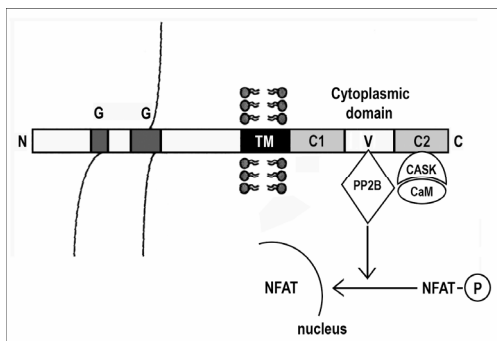 G G
Cytoplasmic
domain
N TM C1 V C2 C
PP2B
CASK
CaM
NFAT NFAT-P
nucleus